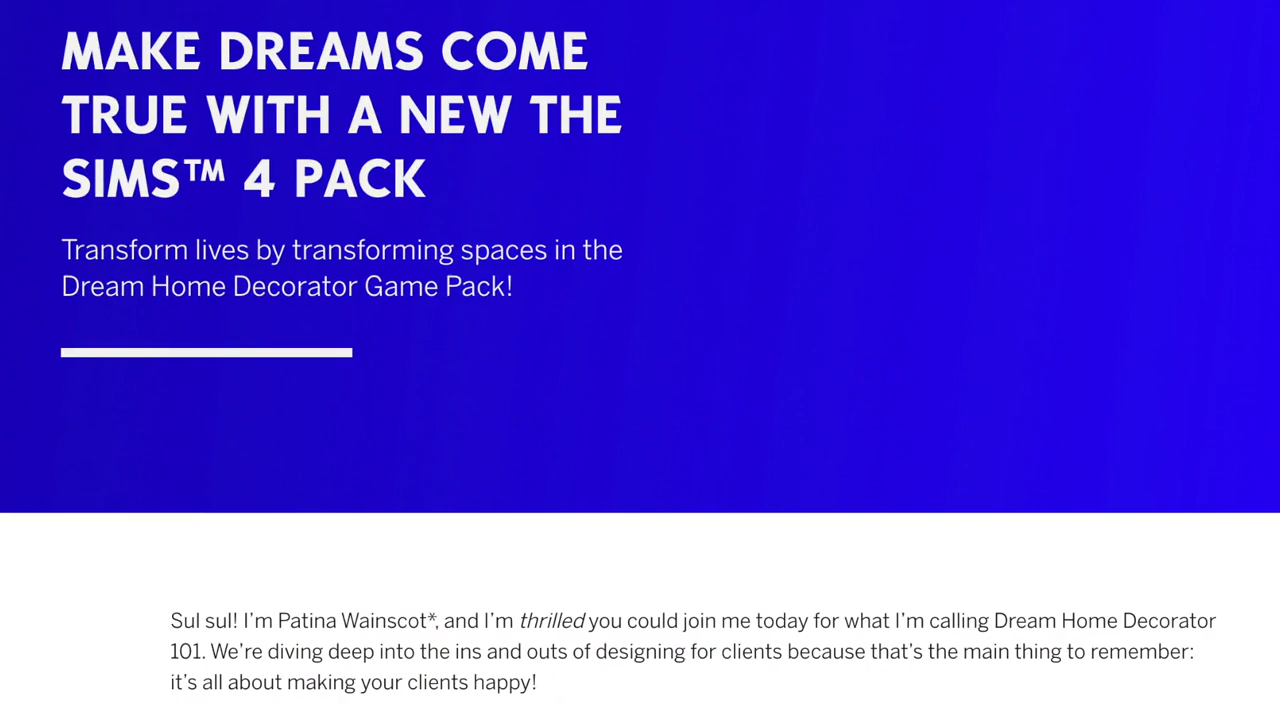 MAKE DREAMS COME
TRUE WITH A NEW THE
SIMS™ 4 PACK
Transform lives by transforming spaces in the
Dream Home Decorator Game Pack!
Sul sul! I’m Patina Wainscot*, and I’m thrilled you could join me today for what I’m calling Dream Home Decorator
101. We’re diving deep into the ins and outs of designing for clients because that’s the main thing to remember:
it’s all about making your clients happy!